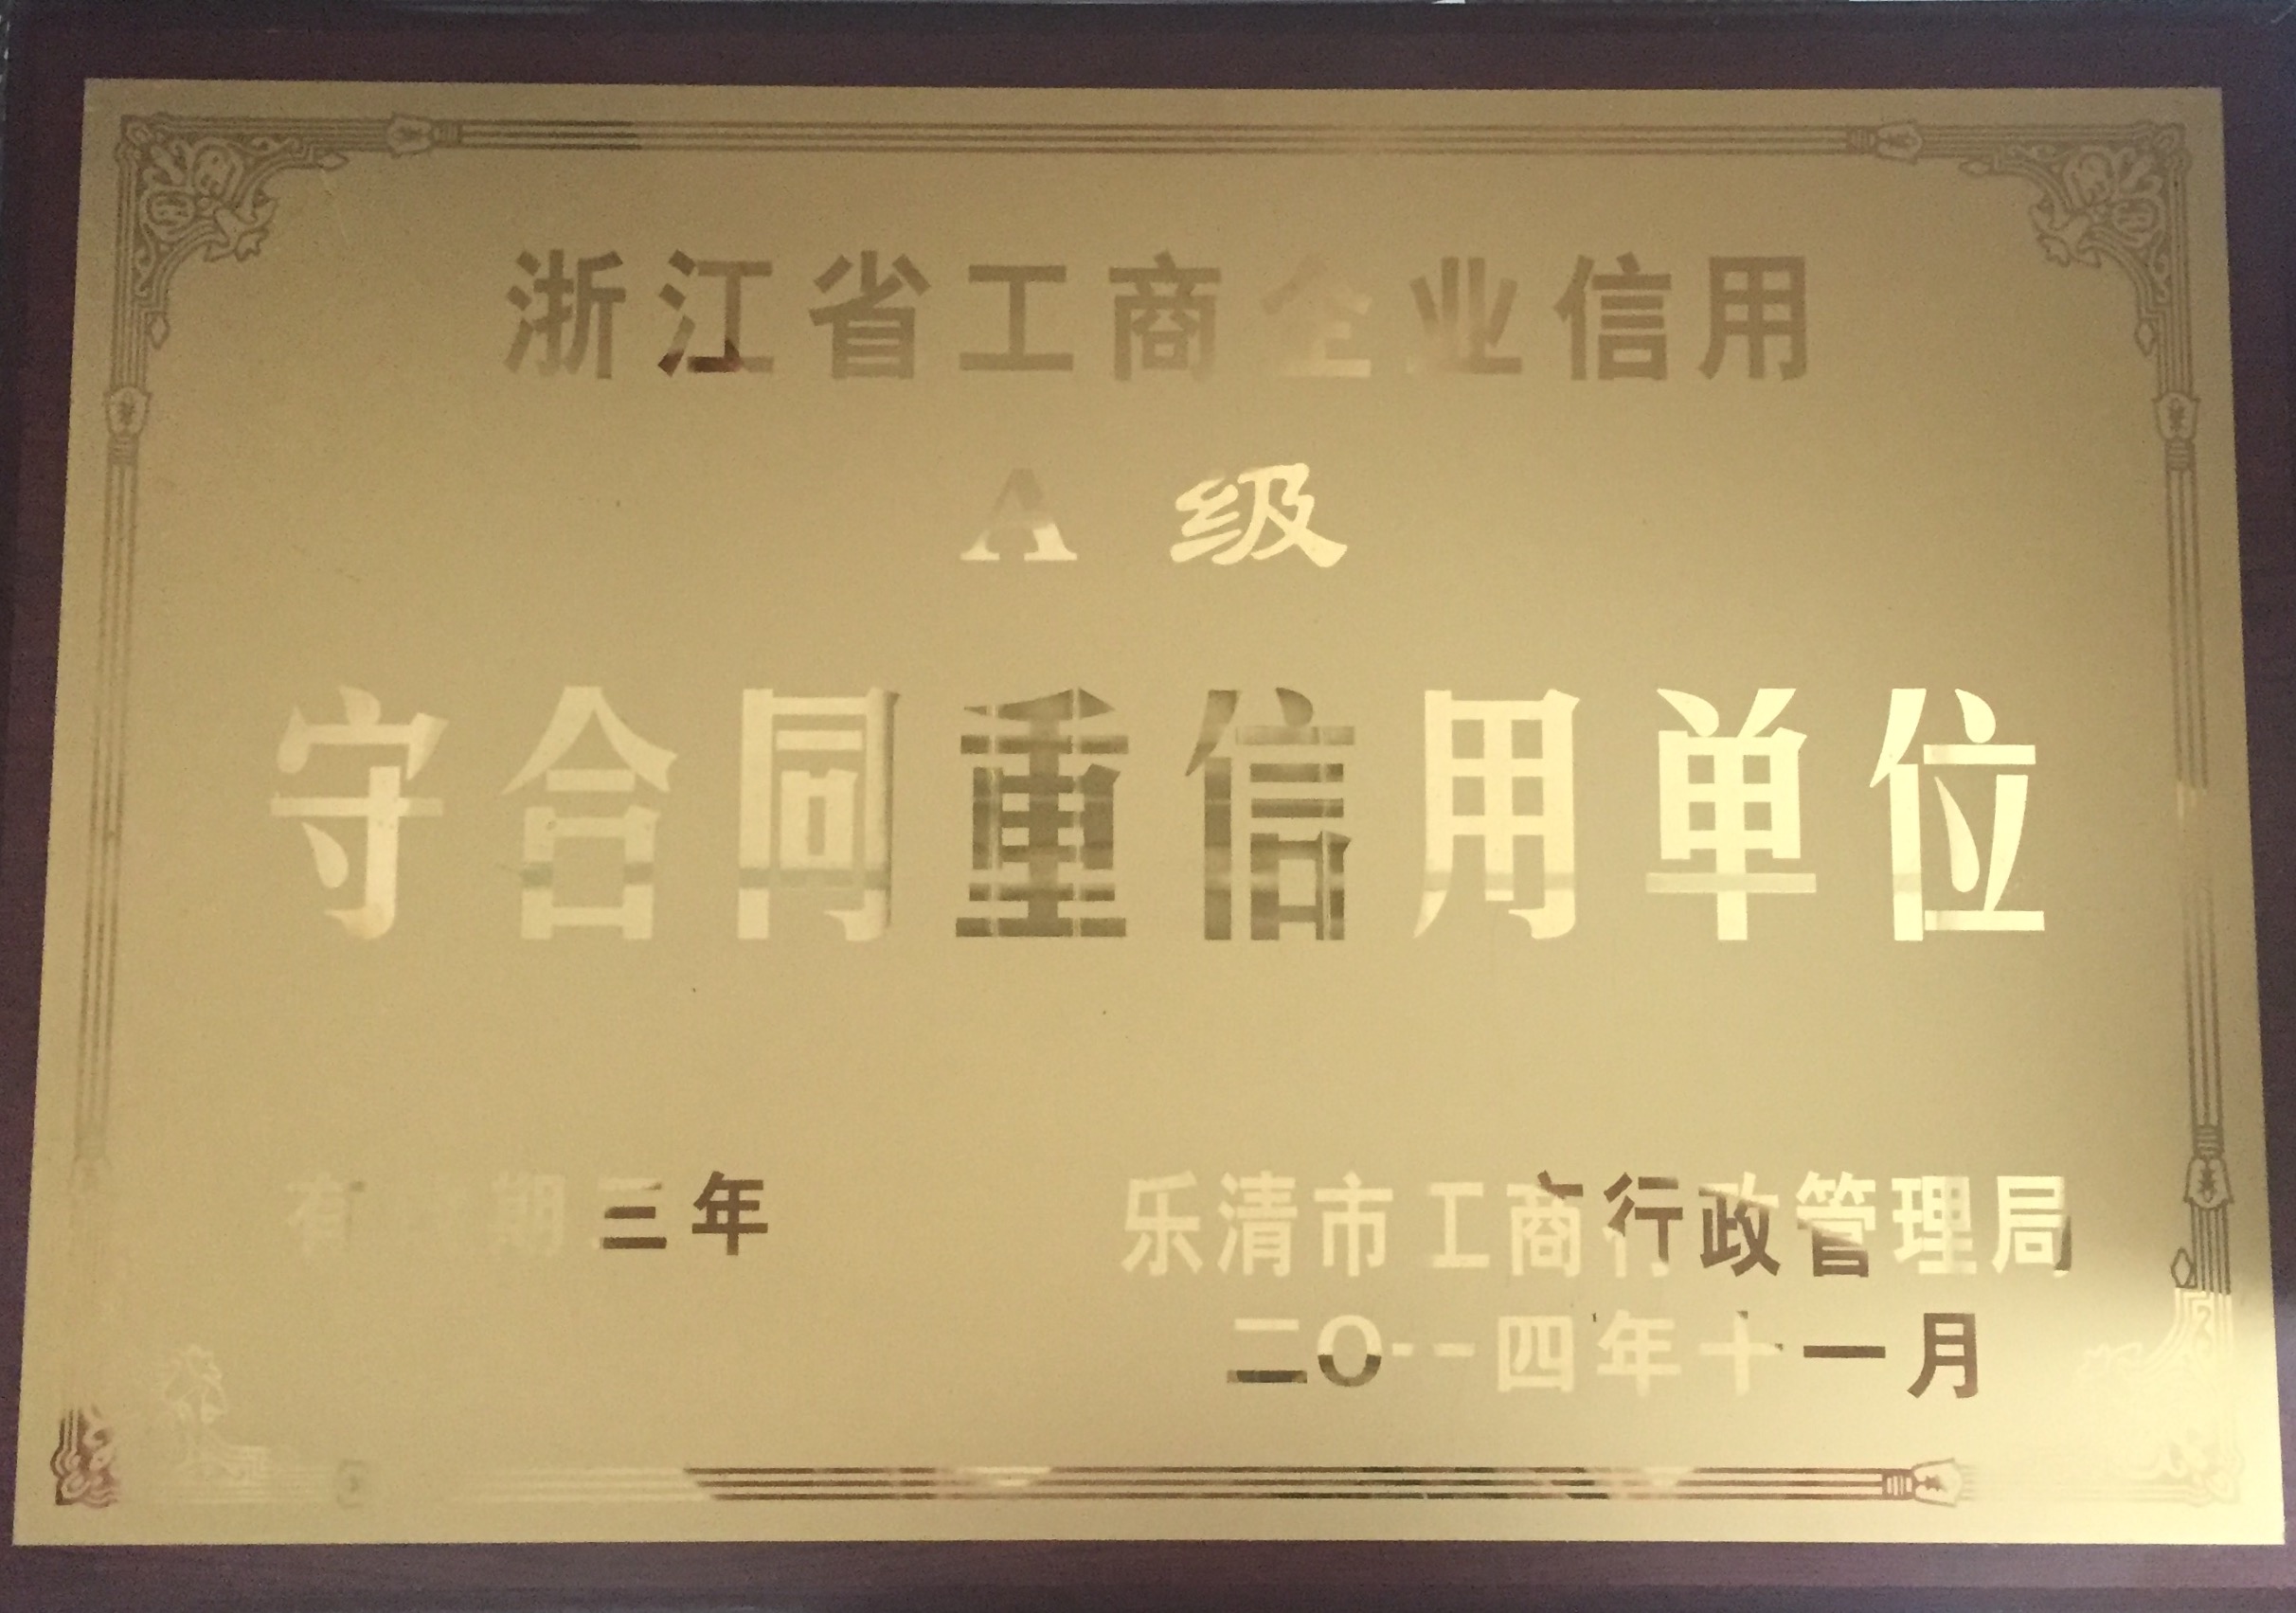 浙江省工商企业信用
A 级
守合同重信用单位
有效期三年
乐清市工商行政管理局
二〇一四年十一月